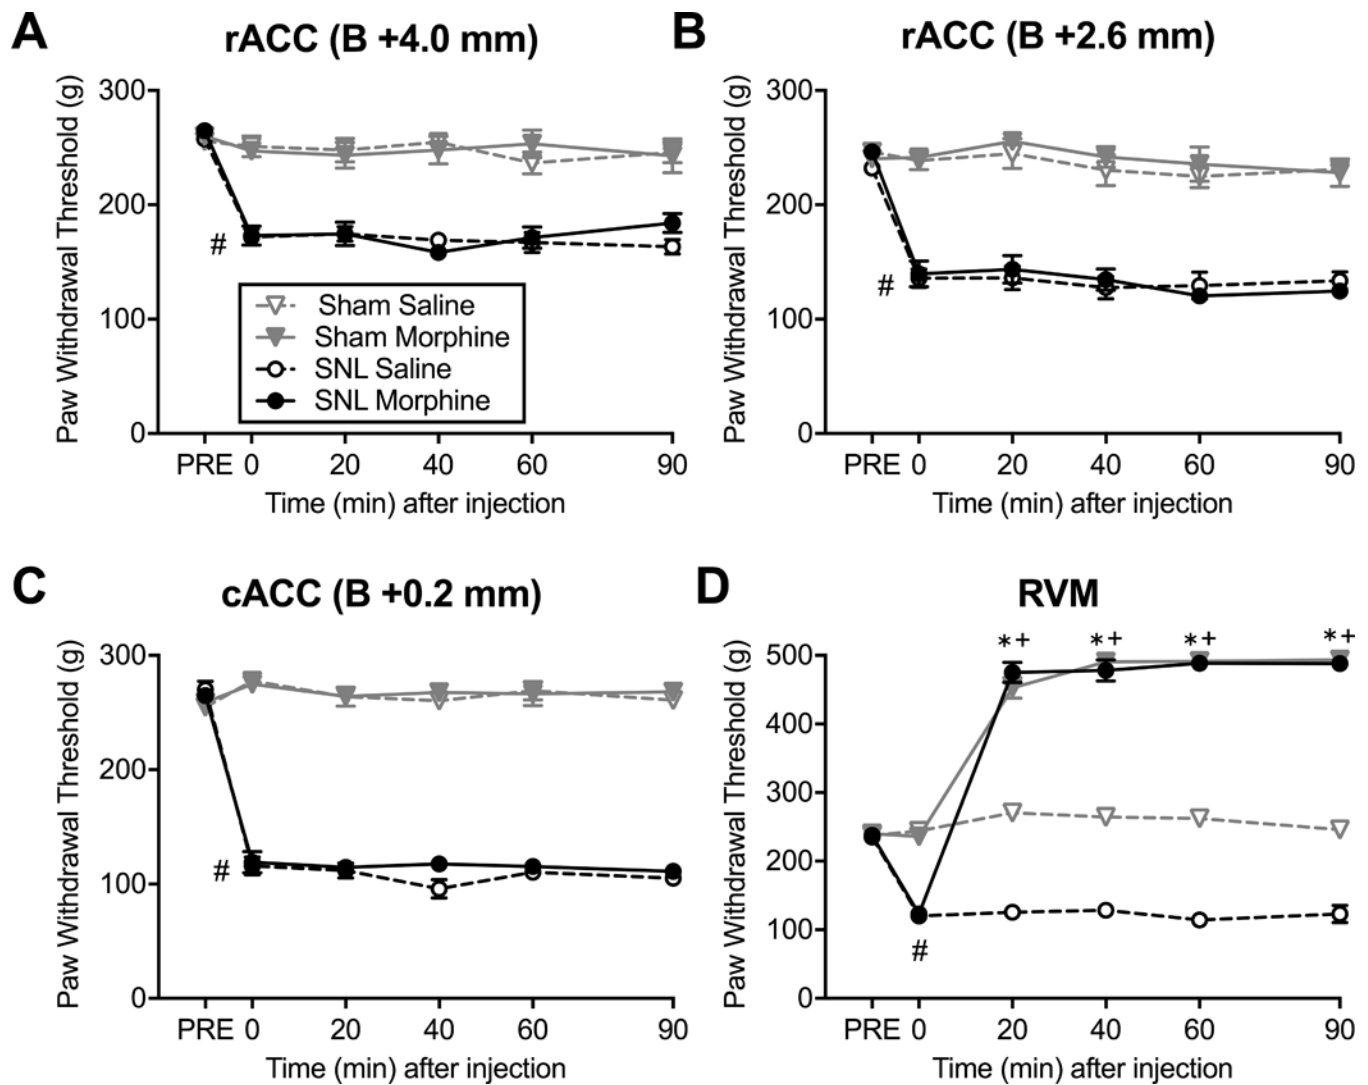 A
rACC (B +4.0 mm)
Paw Withdrawal Threshold (g)
300
200
100
0
#
Sham Saline
Sham Morphine
SNL Saline
SNL Morphine
PRE 0 20 40 60 90
Time (min) after injection
B
rACC (B +2.6 mm)
Paw Withdrawal Threshold (g)
300
200
100
0
#
PRE 0 20 40 60 90
Time (min) after injection
C
cACC (B +0.2 mm)
Paw Withdrawal Threshold (g)
300
200
100
0
#
PRE 0 20 40 60 90
Time (min) after injection
D
RVM
Paw Withdrawal Threshold (g)
500
400
300
200
100
0
*+ *+ *+ *+
#
PRE 0 20 40 60 90
Time (min) after injection